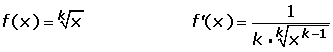 f(x) = ᵏ√x f'(x) = 1 / (k · ᵏ√(x^(k−1)))